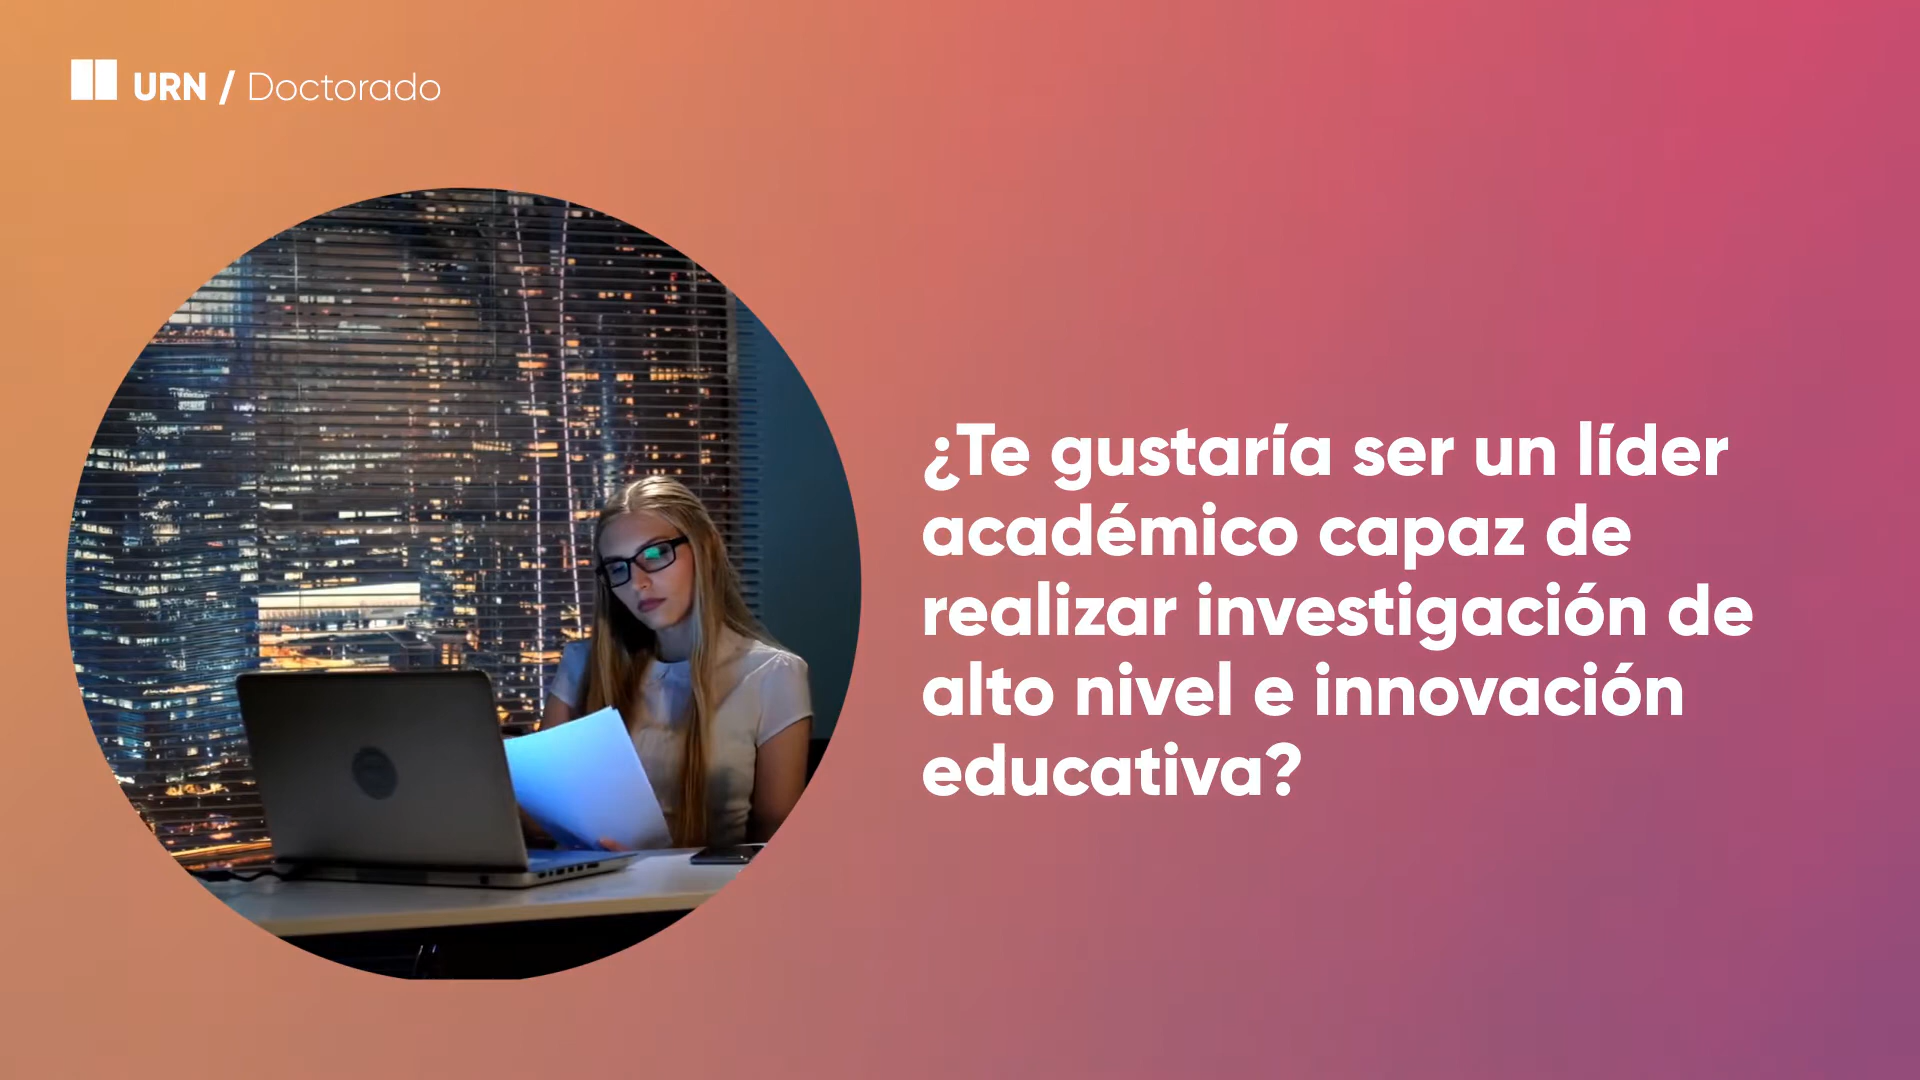 URN / Doctorado
¿Te gustaría ser un líder
académico capaz de
realizar investigación de
alto nivel e innovación
educativa?